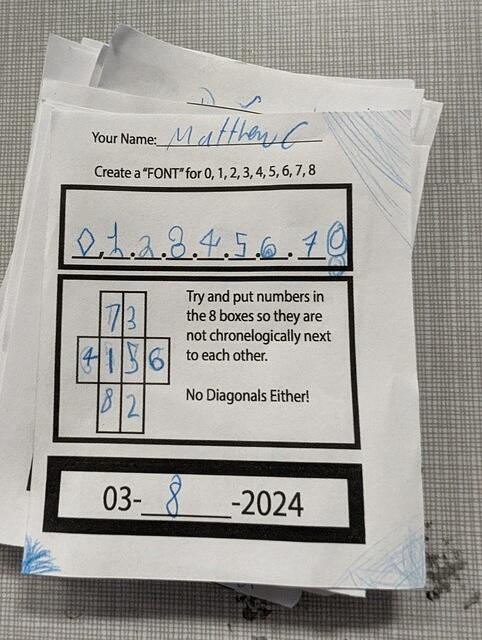 Your Name: Matthew C
Create a "FONT" for 0, 1, 2, 3, 4, 5, 6, 7, 8
0, 1. 2. 3. 4. 5. 6. 7 8
Try and put numbers in
the 8 boxes so they are
not chronelogically next
to each other.
No Diagonals Either!
7 3
4 1 5 6
8 2
03- 8 -2024